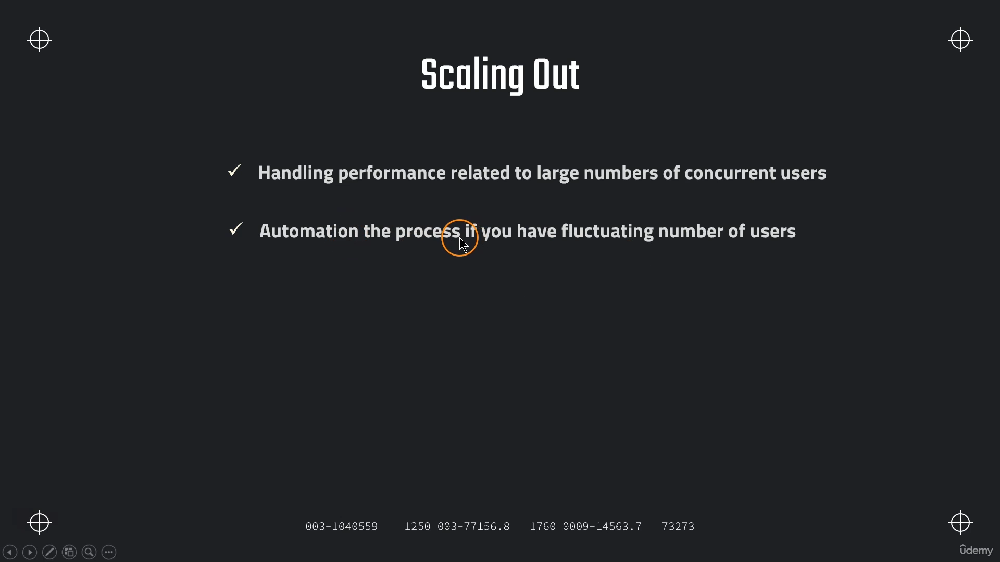 Scaling Out
✓ Handling performance related to large numbers of concurrent users
✓ Automation the process if you have fluctuating number of users
003-1040559 1250 003-77156.8 1760 0009-14563.7 73273
ûdemy